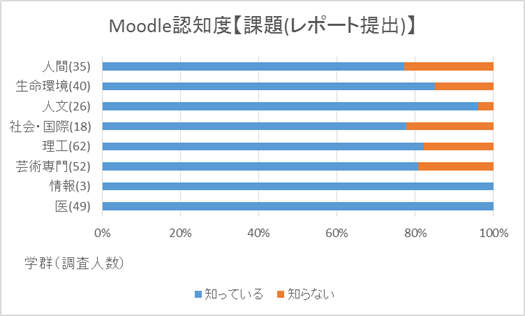 Moodle認知度【課題(レポート提出)】
人間(35)
生命環境(40)
人文(26)
社会・国際(18)
理工(62)
芸術専門(52)
情報(3)
医(49)
0% 20% 40% 60% 80% 100%
学群（調査人数）
知っている 知らない